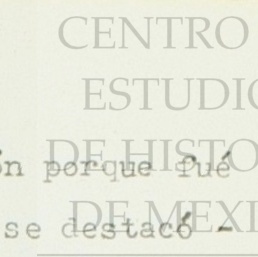 CENTRO
ESTUDIO
DE HISTO
ón porque fué
DE MEXI
se destacó -